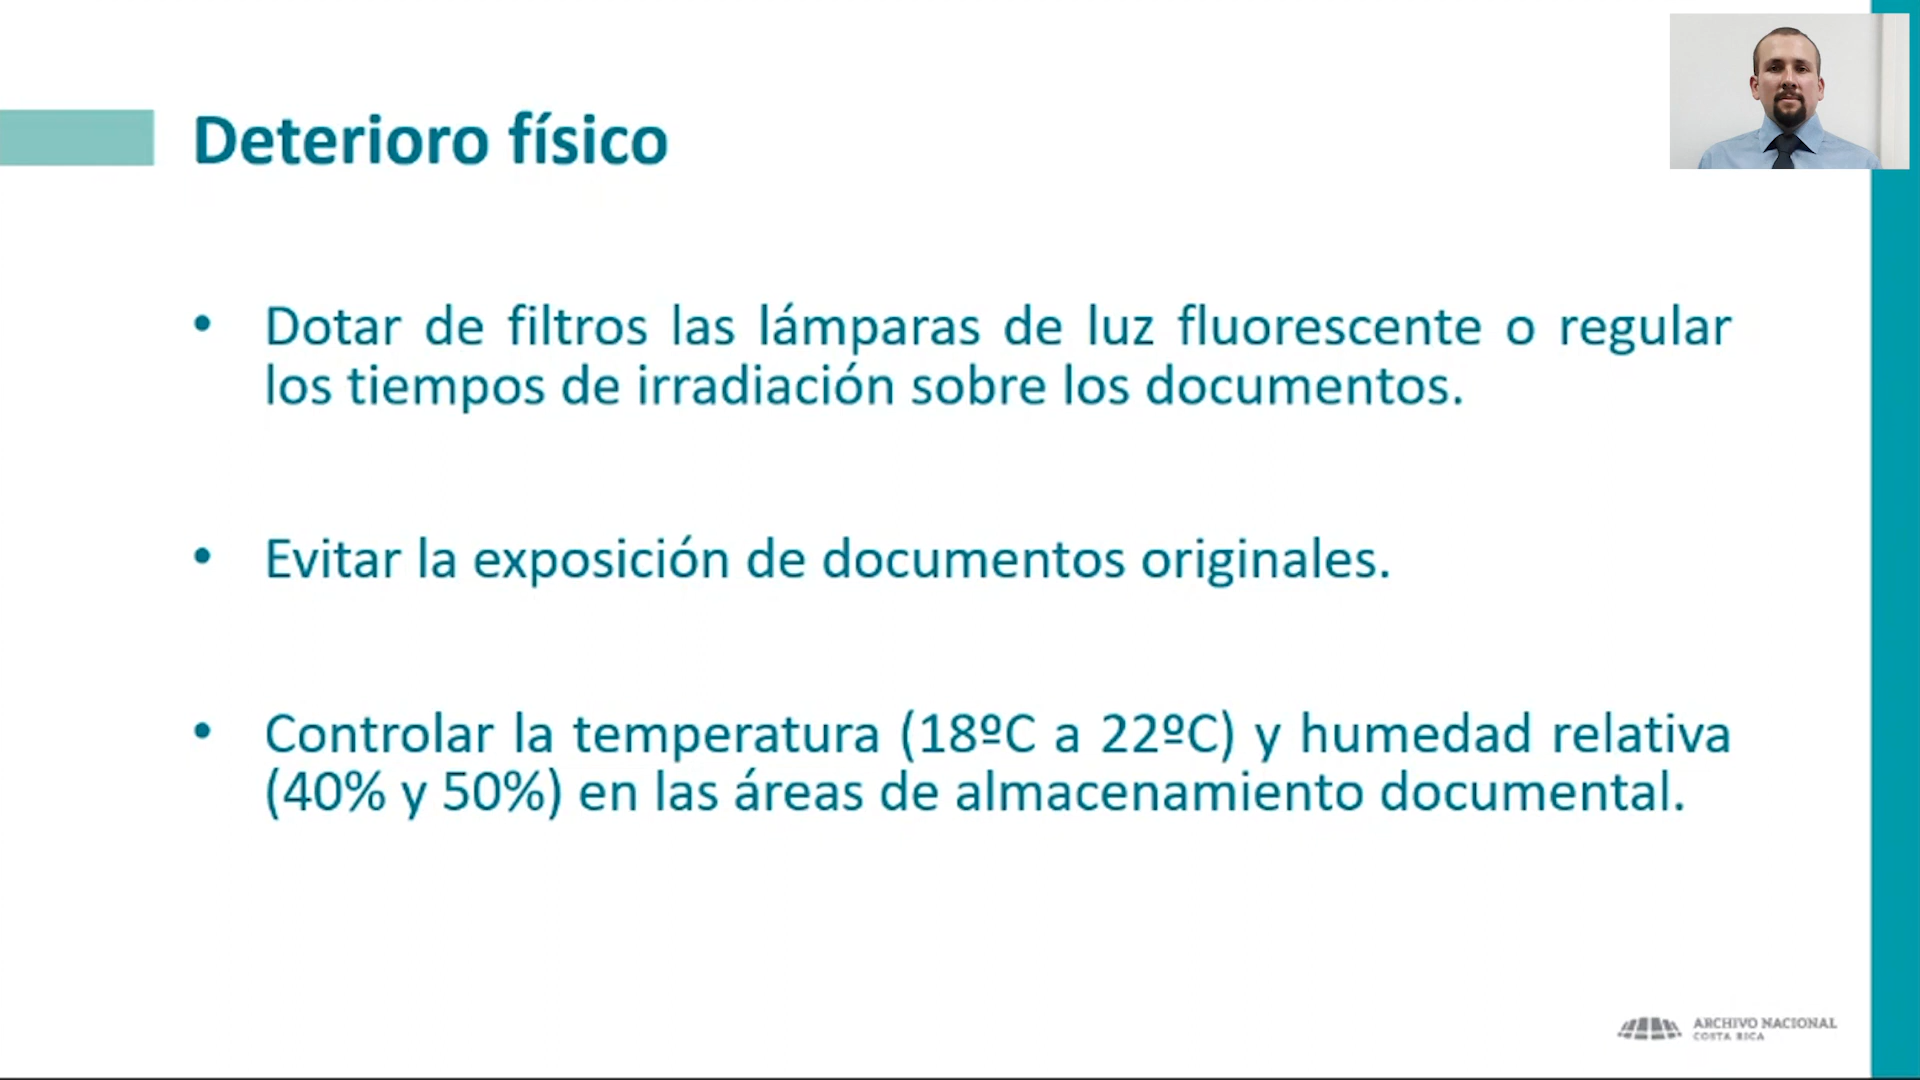 Deterioro físico
• Dotar de filtros las lámparas de luz fluorescente o regular
los tiempos de irradiación sobre los documentos.
• Evitar la exposición de documentos originales.
• Controlar la temperatura (18ºC a 22ºC) y humedad relativa
(40% y 50%) en las áreas de almacenamiento documental.
ARCHIVO NACIONAL
COSTA RICA